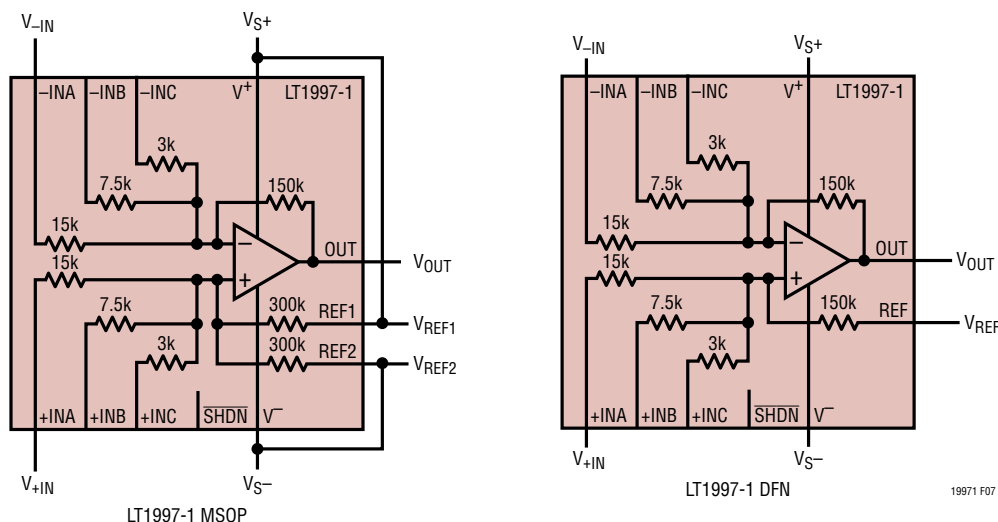 V–IN
VS+
–INA
–INB
–INC
V+
LT1997-1
3k
7.5k
150k
15k
–
OUT
VOUT
15k
+
7.5k
300k
REF1
VREF1
300k
REF2
VREF2
3k
+INA
+INB
+INC
SHDN
V–
V+IN
VS–
LT1997-1 MSOP
V–IN
VS+
–INA
–INB
–INC
V+
LT1997-1
3k
7.5k
150k
15k
–
OUT
VOUT
15k
+
7.5k
150k
REF
VREF
3k
+INA
+INB
+INC
SHDN
V–
V+IN
VS–
LT1997-1 DFN
19971 F07